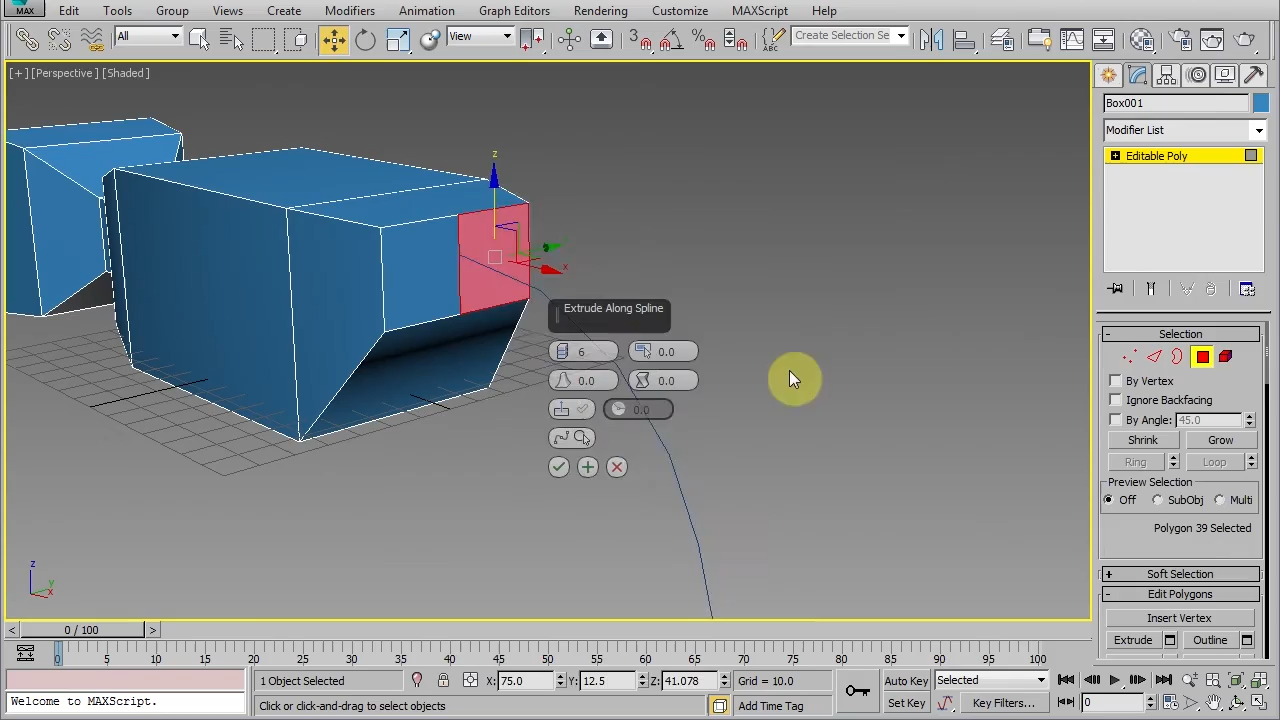 MAX Edit Tools Group Views Create Modifiers Animation Graph Editors Rendering Customize MAXScript Help
All View 3 Create Selection Se
[+] [Perspective] [Shaded]
Box001
Modifier List
Editable Poly
z
x
Extrude Along Spline
6 0.0
0.0 0.0
0.0
Selection
By Vertex
Ignore Backfacing
By Angle: 45.0
Shrink Grow
Ring Loop
Preview Selection
Off SubObj Multi
Polygon 39 Selected
Soft Selection
Edit Polygons
Insert Vertex
Extrude Outline
z
y
x
< 0 / 100 >
0 5 10 15 20 25 30 35 40 45 50 55 60 65 70 75 80 85 90 95 100
1 Object Selected X: 75.0 Y: 12.5 Z: 41.078 Grid = 10.0 Auto Key Selected
Welcome to MAXScript. Click or click-and-drag to select objects Add Time Tag Set Key Key Filters... 0